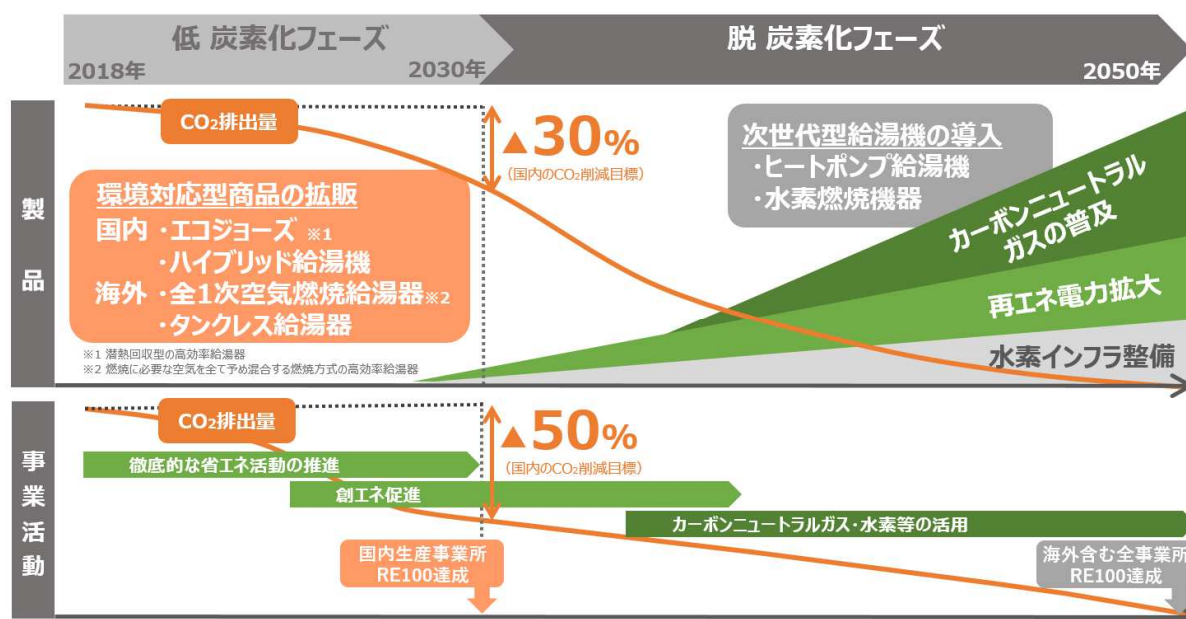 低 炭素化フェーズ
脱 炭素化フェーズ
2018年
2030年
2050年
製品
CO₂排出量
▲30%
(国内のCO₂削減目標)
環境対応型商品の拡販
国内・エコジョーズ ※1
・ハイブリッド給湯機
海外・全1次空気燃焼給湯器※2
・タンクレス給湯器
※1 潜熱回収型の高効率給湯器
※2 燃焼に必要な空気を全て予め混合する燃焼方式の高効率給湯器
次世代型給湯機の導入
・ヒートポンプ給湯機
・水素燃焼機器
カーボンニュートラル
ガスの普及
再エネ電力拡大
水素インフラ整備
事業活動
CO₂排出量
▲50%
(国内のCO₂削減目標)
徹底的な省エネ活動の推進
創エネ促進
カーボンニュートラルガス・水素等の活用
国内生産事業所
RE100達成
海外含む全事業所
RE100達成